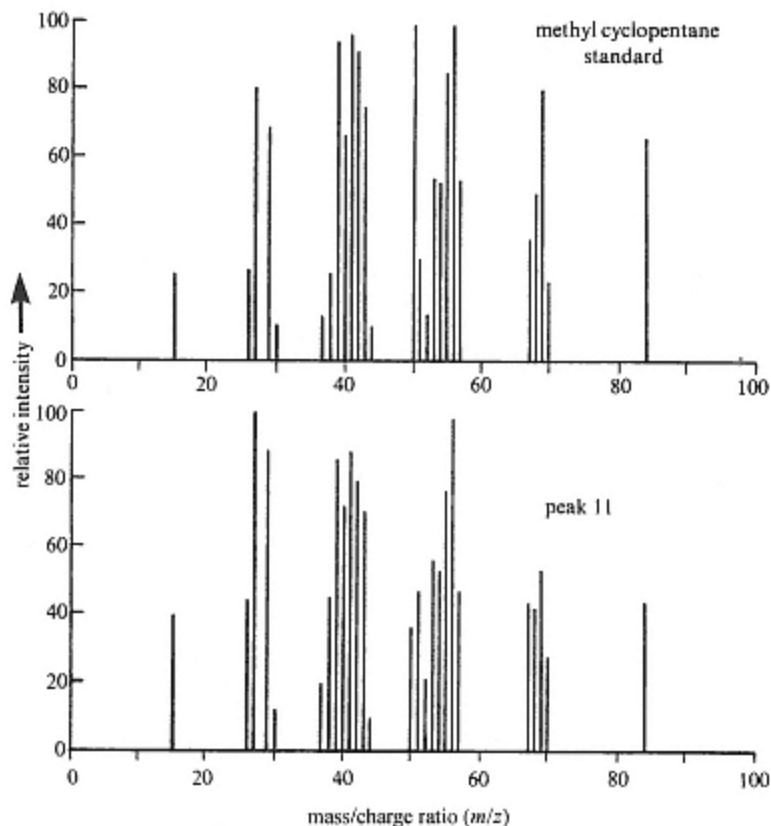 methyl cyclopentane
standard
100
80
60
40
20
0
0 20 40 60 80 100
relative intensity
100
80
60
40
20
0
peak 11
0 20 40 60 80 100
mass/charge ratio (m/z)